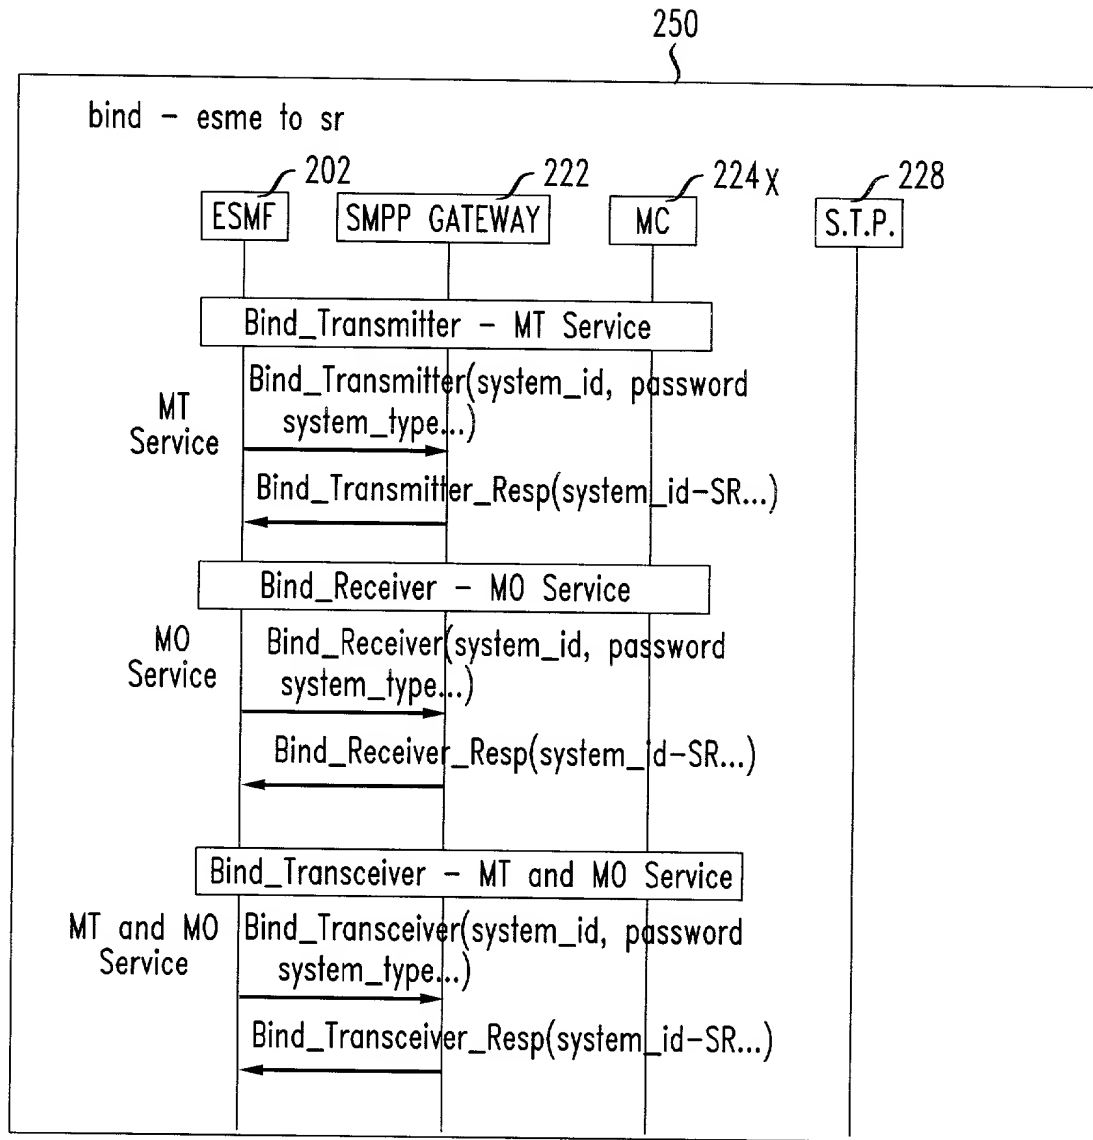 250
bind - esme to sr
202
222
224x
228
ESMF
SMPP GATEWAY
MC
S.T.P.
Bind_Transmitter - MT Service
MT
Service
Bind_Transmitter(system_id, password
system_type...)
Bind_Transmitter_Resp(system_id-SR...)
Bind_Receiver - MO Service
MO
Service
Bind_Receiver(system_id, password
system_type...)
Bind_Receiver_Resp(system_id-SR...)
Bind_Transceiver - MT and MO Service
MT and MO
Service
Bind_Transceiver(system_id, password
system_type...)
Bind_Transceiver_Resp(system_id-SR...)